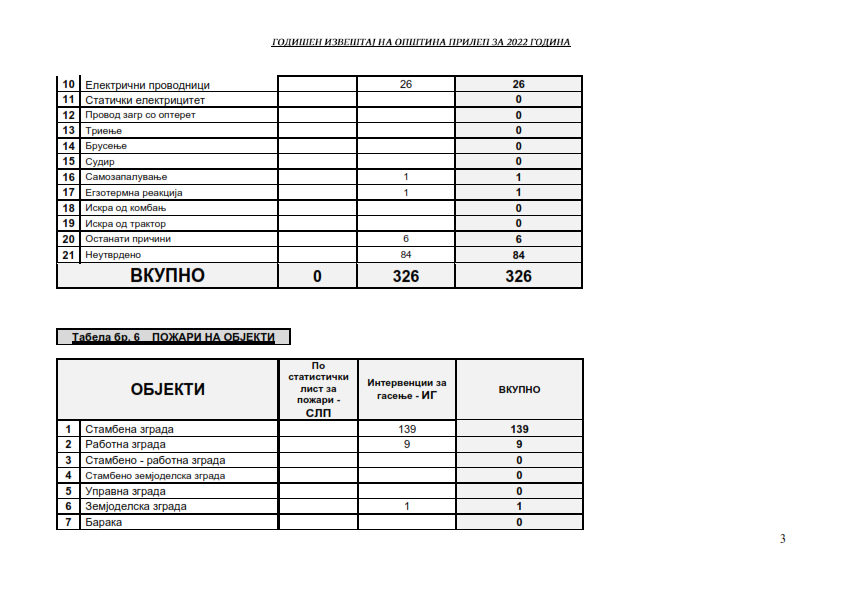 ГОДИШЕН ИЗВЕШТАЈ НА ОПШТИНА ПРИЛЕП ЗА 2022 ГОДИНА
10 Електрични проводници 26 26
11 Статички електрицитет 0
12 Провод загр со оптерет 0
13 Триење 0
14 Брусење 0
15 Судир 0
16 Самозапалување 1 1
17 Егзотермна реакција 1 1
18 Искра од комбањ 0
19 Искра од трактор 0
20 Останати причини 6 6
21 Неутврдено 84 84
ВКУПНО 0 326 326
Табела бр. 6 ПОЖАРИ НА ОБЈЕКТИ
ОБЈЕКТИ
По
статистички
лист за
пожари -
СЛП
Интервенции за
гасење - ИГ
ВКУПНО
1 Стамбена зграда 139 139
2 Работна зграда 9 9
3 Стамбено - работна зграда 0
4 Стамбено земјоделска зграда 0
5 Управна зграда 0
6 Земјоделска зграда 1 1
7 Барака 0
3